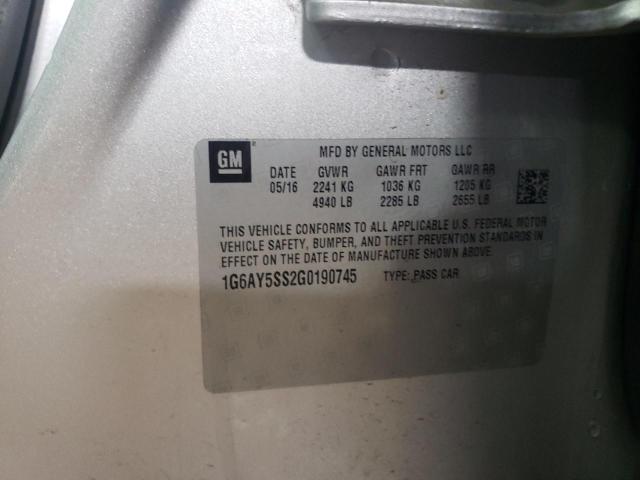 GM
MFD BY GENERAL MOTORS LLC
DATE GVWR GAWR FRT GAWR RR
05/16 2241 KG 1036 KG 1205 KG
4940 LB 2285 LB 2655 LB
THIS VEHICLE CONFORMS TO ALL APPLICABLE U.S. FEDERAL MOTOR
VEHICLE SAFETY, BUMPER, AND THEFT PREVENTION STANDARDS IN
EFFECT ON THE DATE OF MANUFACTURE SHOWN ABOVE.
1G6AY5SS2G0190745 TYPE: PASS CAR